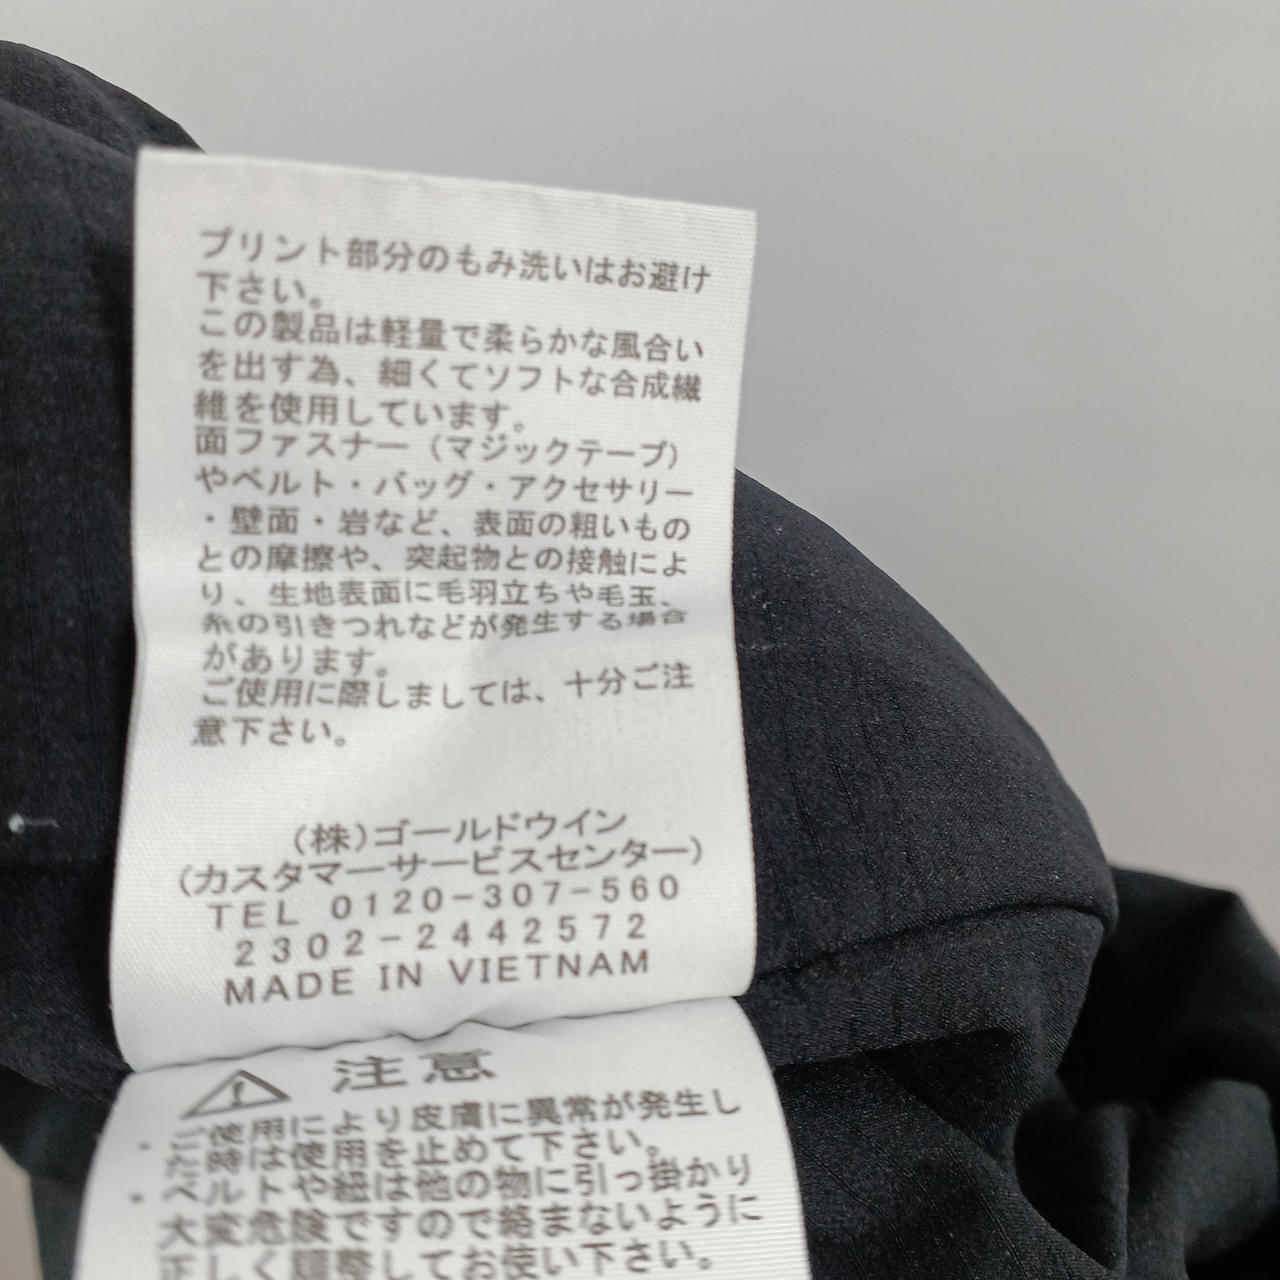 プリント部分のもみ洗いはお避け
下さい。
この製品は軽量で柔らかな風合い
を出す為、細くてソフトな合成繊
維を使用しています。
面ファスナー（マジックテープ）
やベルト・バッグ・アクセサリー
・壁面・岩など、表面の粗いもの
との摩擦や、突起物との接触によ
り、生地表面に毛羽立ちや毛玉、
糸の引きつれなどが発生する場合
があります。
ご使用に際しましては、十分ご注
意下さい。
(株)ゴールドウイン
(カスタマーサービスセンター)
TEL 0120-307-560
2302-2442572
MADE IN VIETNAM
注意
・ご使用により皮膚に異常が発生し
た時は使用を止めて下さい。
・ベルトや紐は他の物に引っ掛かり
大変危険ですので絡まないように
正しく調整してお使い下さい。